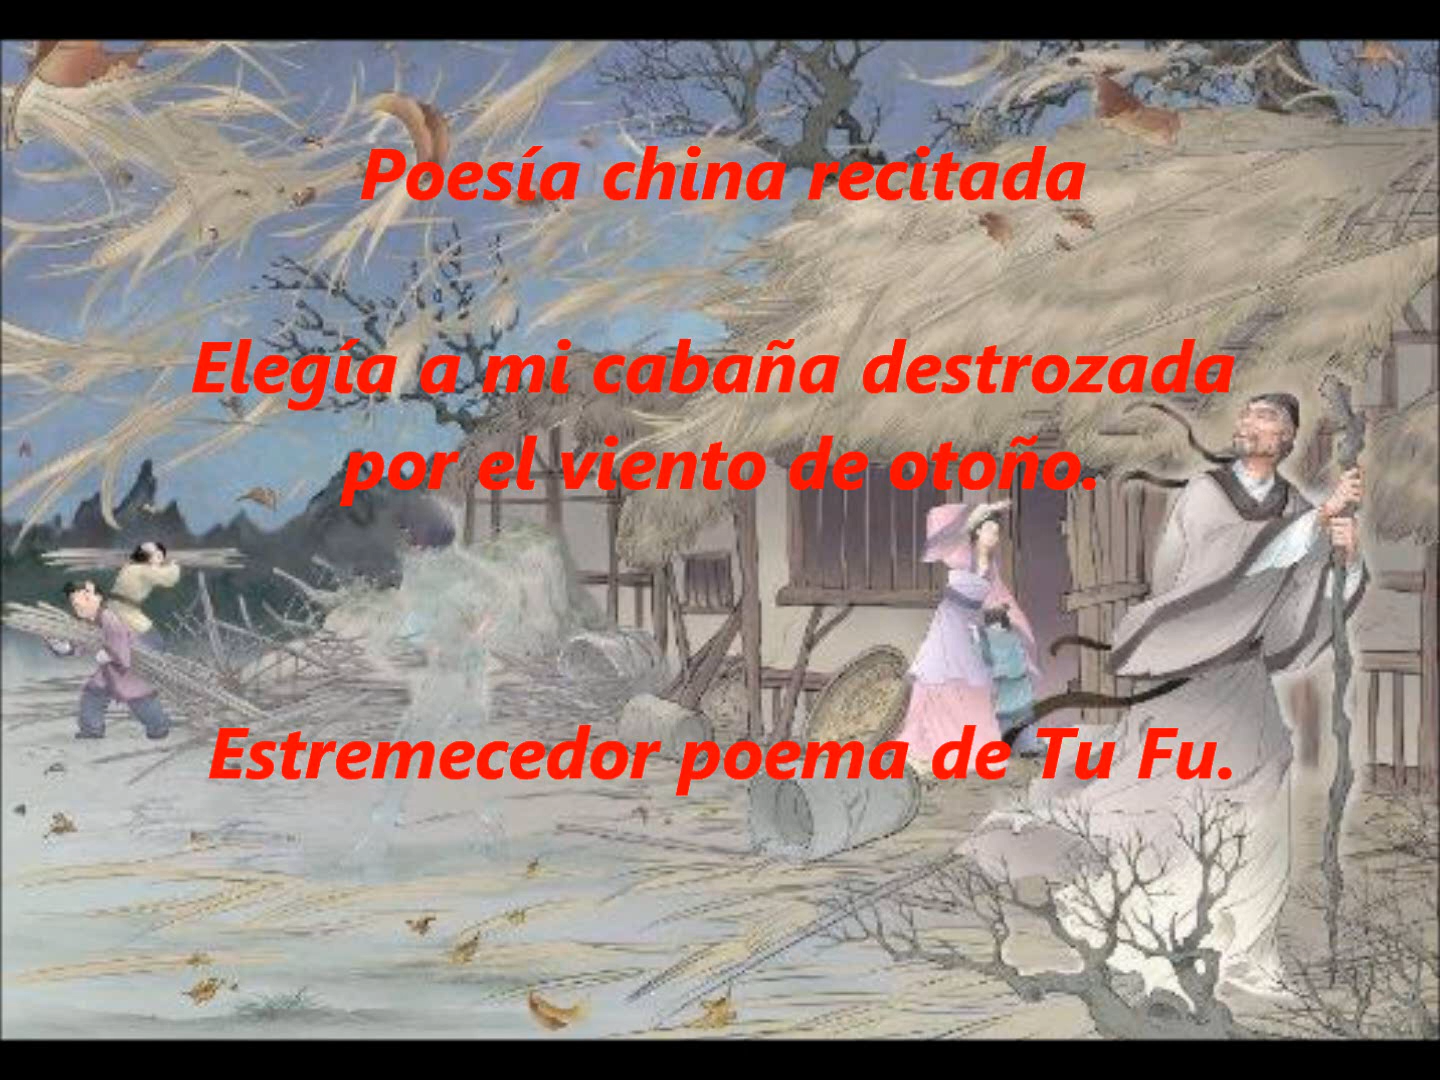 Poesía china recitada
Elegía a mi cabaña destrozada
por el viento de otoño.
Estremecedor poema de Tu Fu.